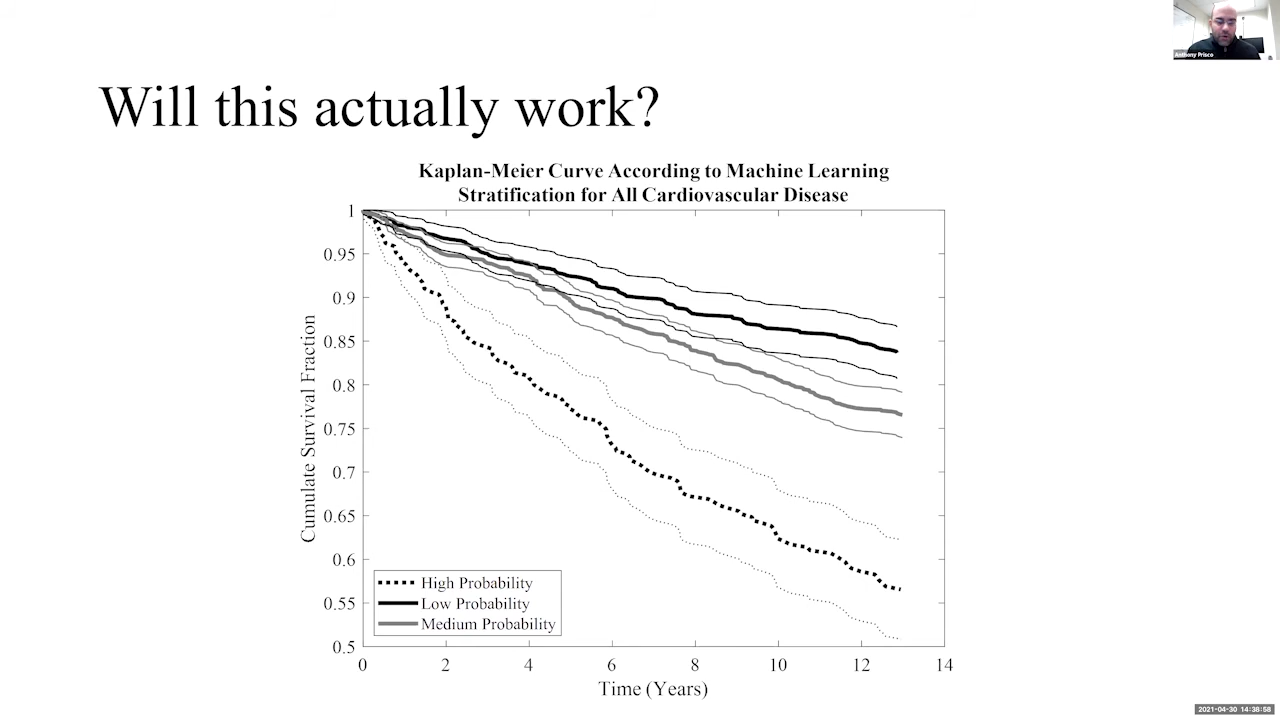 Anthony Prisco
Will this actually work?
Kaplan-Meier Curve According to Machine Learning
Stratification for All Cardiovascular Disease
Cumulate Survival Fraction
1
0.95
0.9
0.85
0.8
0.75
0.7
0.65
0.6
0.55
0.5
High Probability
Low Probability
Medium Probability
0 2 4 6 8 10 12 14
Time (Years)
2021-04-30 14:38:58